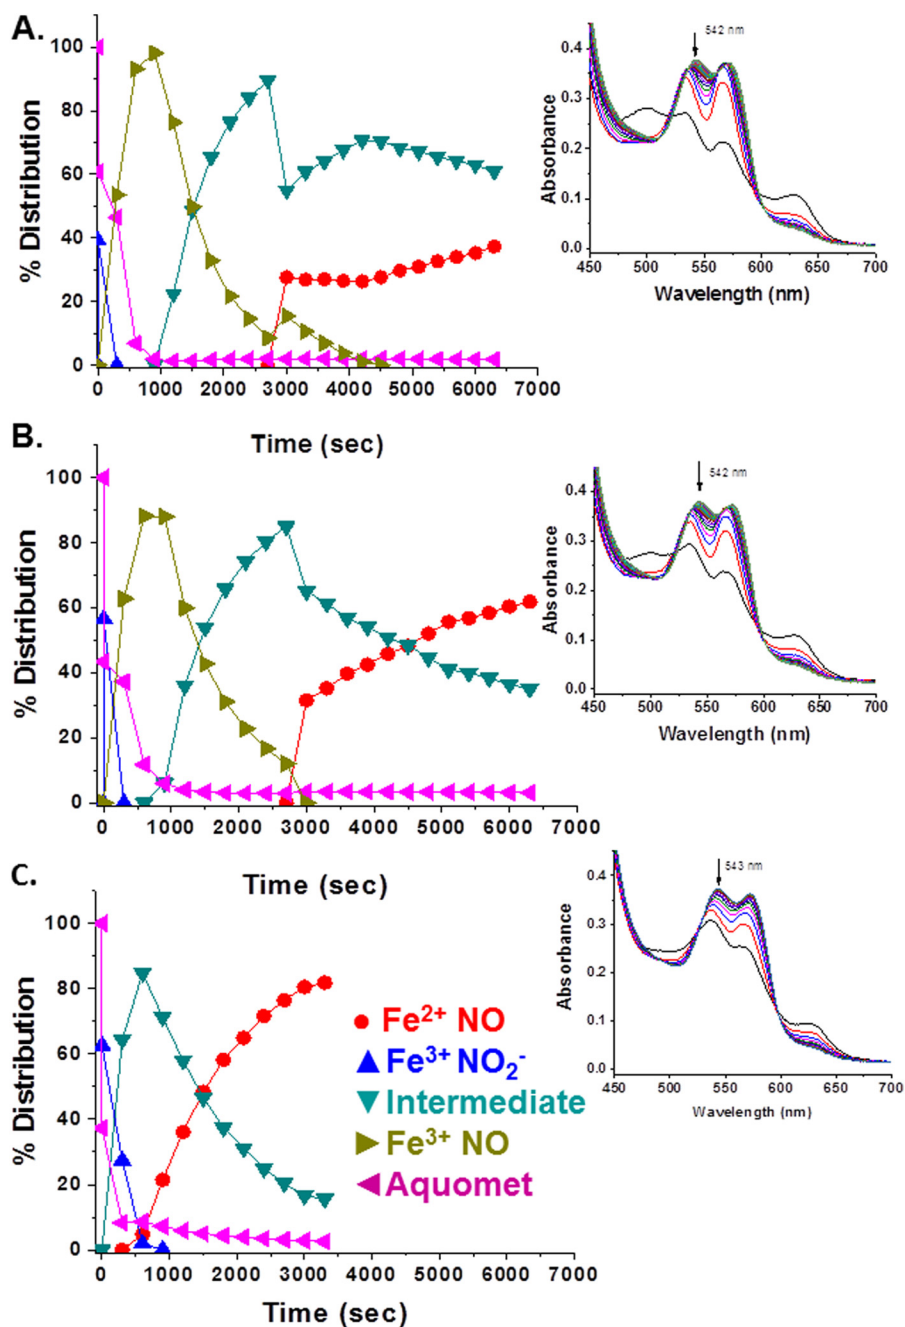 A.
% Distribution
100
80
60
40
20
0
0 1000 2000 3000 4000 5000 6000 7000
Time (sec)
542 nm
Absorbance
0.4
0.3
0.2
0.1
0.0
450 500 550 600 650 700
Wavelength (nm)
B.
% Distribution
100
80
60
40
20
0
0 1000 2000 3000 4000 5000 6000 7000
Time (sec)
542 nm
Absorbance
0.4
0.3
0.2
0.1
0.0
450 500 550 600 650 700
Wavelength (nm)
C.
% Distribution
100
80
60
40
20
0
0 1000 2000 3000 4000 5000 6000 7000
Time (sec)
Fe²⁺ NO
Fe³⁺ NO₂⁻
Intermediate
Fe³⁺ NO
Aquomet
543 nm
Absorbance
0.4
0.3
0.2
0.1
0.0
450 500 550 600 650 700
Wavelength (nm)